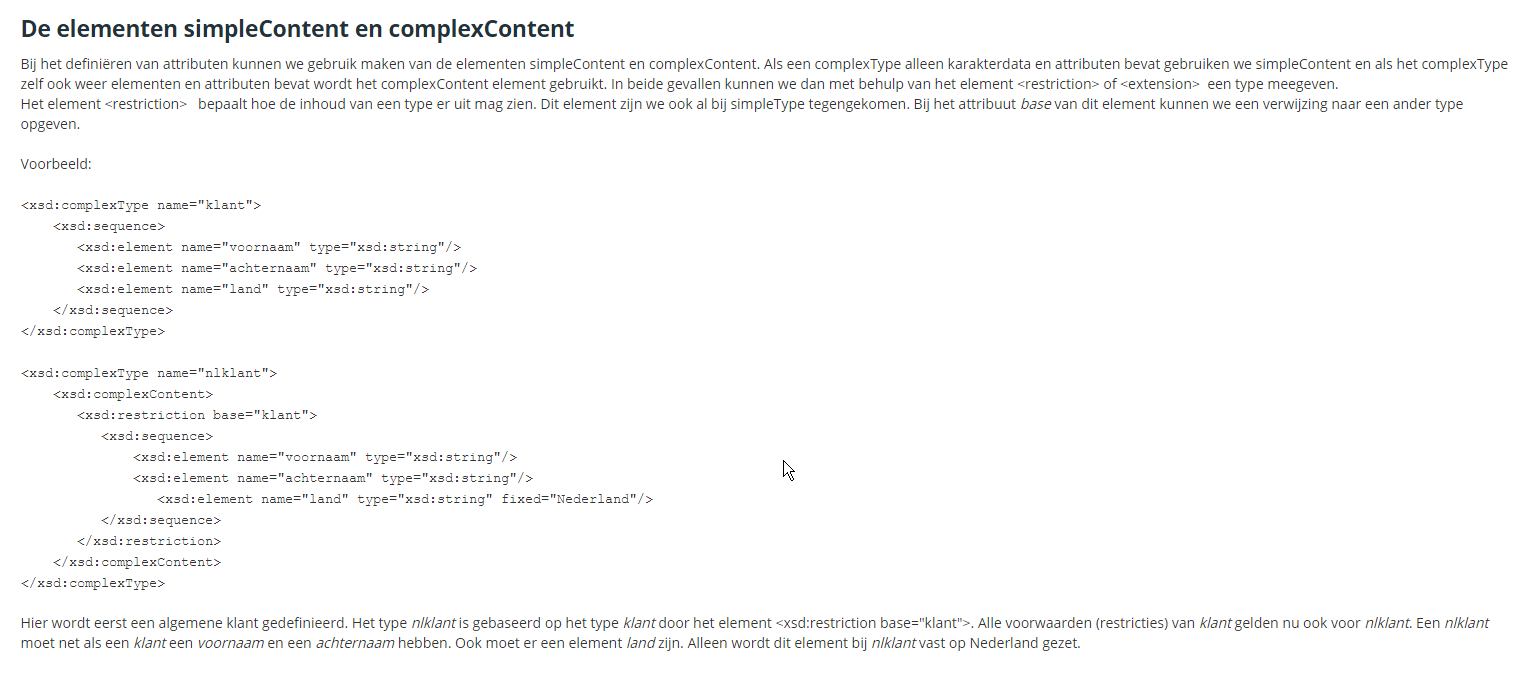 De elementen simpleContent en complexContent
Bij het definiëren van attributen kunnen we gebruik maken van de elementen simpleContent en complexContent. Als een complexType alleen karakterdata en attributen bevat gebruiken we simpleContent en als het complexType
zelf ook weer elementen en attributen bevat wordt het complexContent element gebruikt. In beide gevallen kunnen we dan met behulp van het element <restriction> of <extension>  een type meegeven.
Het element <restriction>   bepaalt hoe de inhoud van een type er uit mag zien. Dit element zijn we ook al bij simpleType tegengekomen. Bij het attribuut base van dit element kunnen we een verwijzing naar een ander type
opgeven.

Voorbeeld:

<xsd:complexType name="klant">
    <xsd:sequence>
       <xsd:element name="voornaam" type="xsd:string"/>
       <xsd:element name="achternaam" type="xsd:string"/>
       <xsd:element name="land" type="xsd:string"/>
    </xsd:sequence>
</xsd:complexType>

<xsd:complexType name="nlklant">
    <xsd:complexContent>
       <xsd:restriction base="klant">
          <xsd:sequence>
              <xsd:element name="voornaam" type="xsd:string"/>
              <xsd:element name="achternaam" type="xsd:string"/>
                 <xsd:element name="land" type="xsd:string" fixed="Nederland"/>
          </xsd:sequence>
       </xsd:restriction>
    </xsd:complexContent>
</xsd:complexType>

Hier wordt eerst een algemene klant gedefinieerd. Het type nlklant is gebaseerd op het type klant door het element <xsd:restriction base="klant">. Alle voorwaarden (restricties) van klant gelden nu ook voor nlklant. Een nlklant
moet net als een klant een voornaam en een achternaam hebben. Ook moet er een element land zijn. Alleen wordt dit element bij nlklant vast op Nederland gezet.